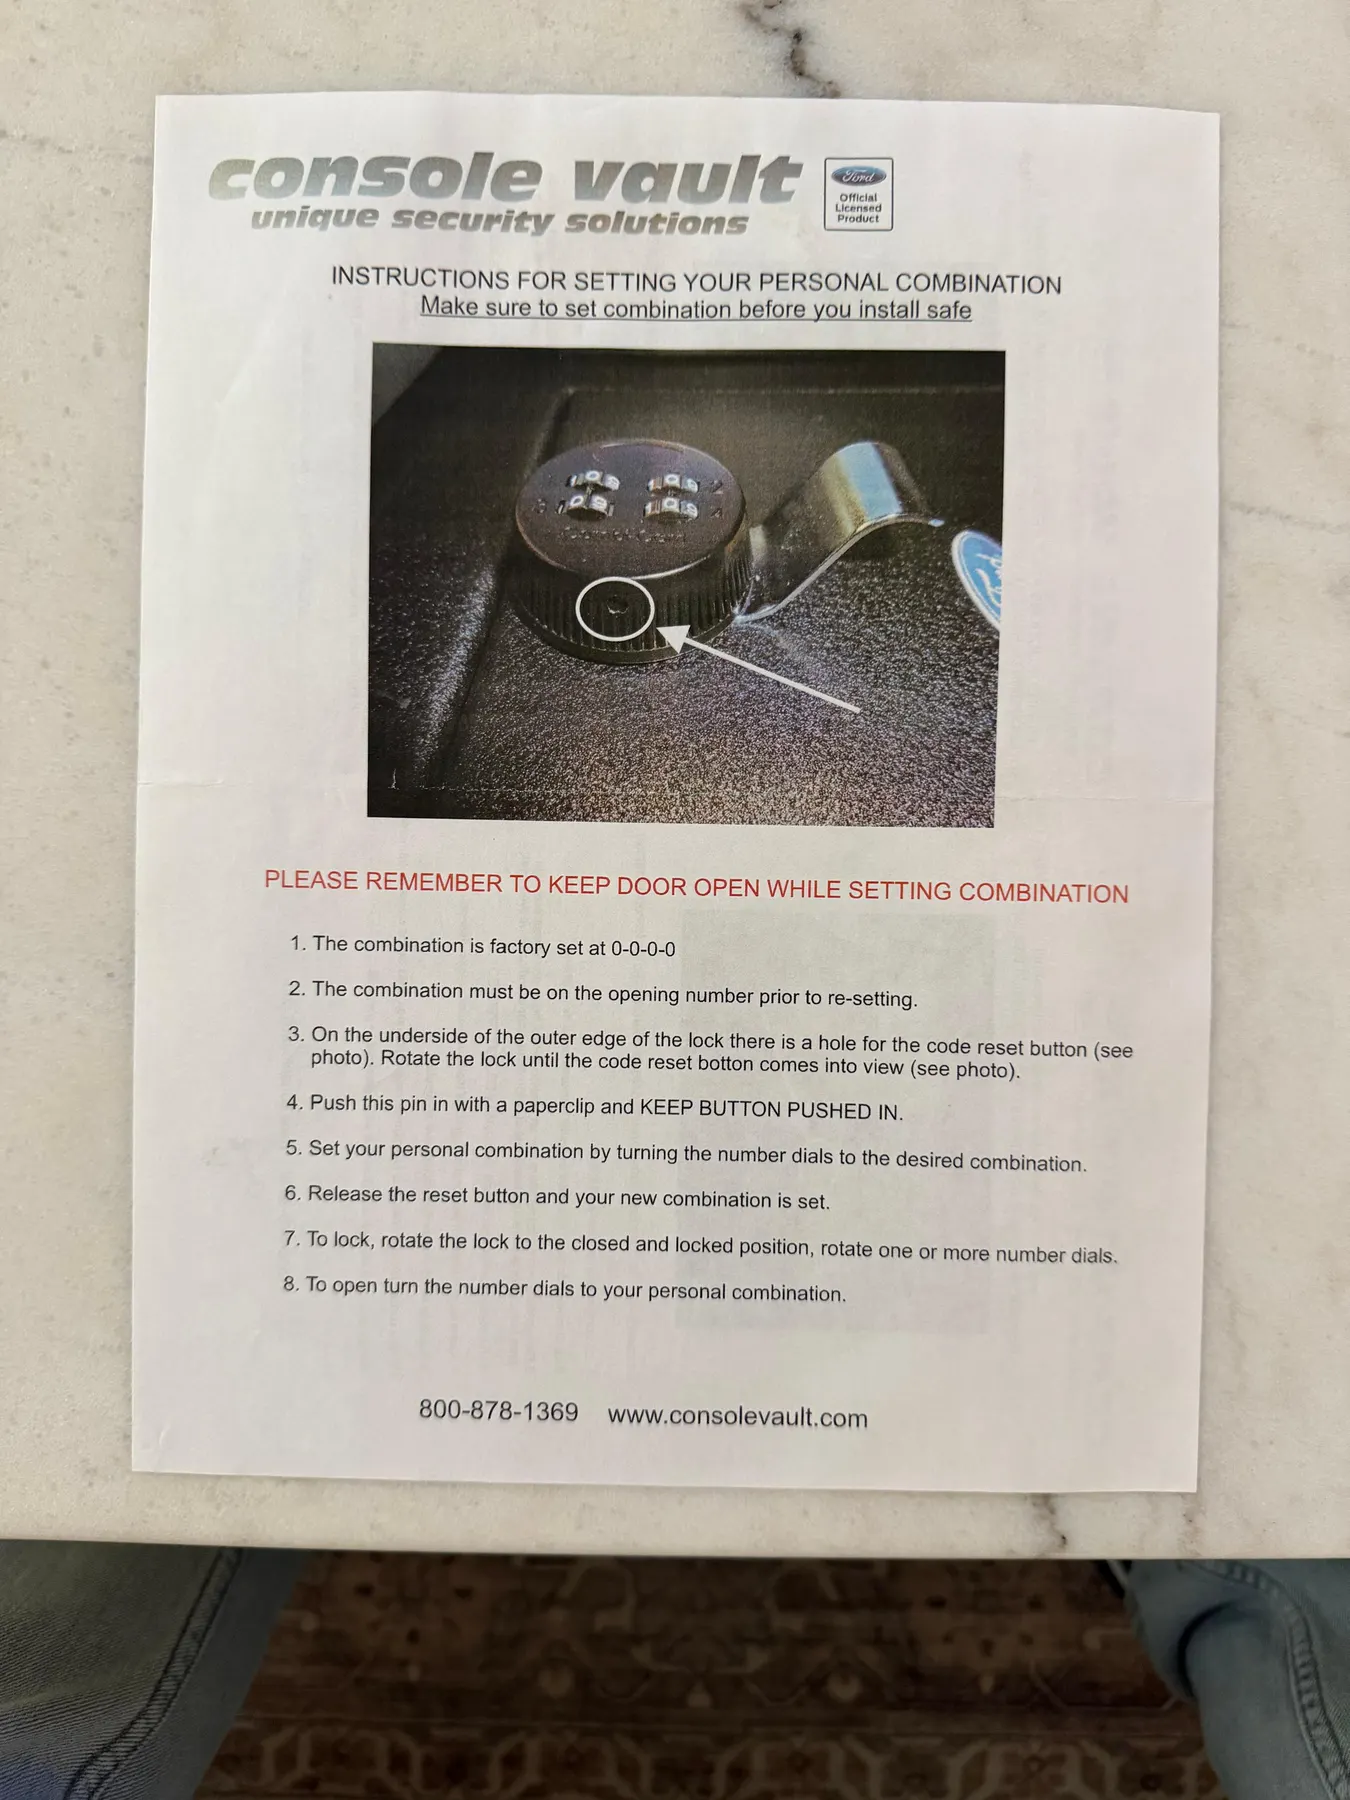 console vault
unique security solutions
Ford
Official
Licensed
Product
INSTRUCTIONS FOR SETTING YOUR PERSONAL COMBINATION
Make sure to set combination before you install safe
PLEASE REMEMBER TO KEEP DOOR OPEN WHILE SETTING COMBINATION
1. The combination is factory set at 0-0-0-0
2. The combination must be on the opening number prior to re-setting.
3. On the underside of the outer edge of the lock there is a hole for the code reset button (see
photo). Rotate the lock until the code reset botton comes into view (see photo).
4. Push this pin in with a paperclip and KEEP BUTTON PUSHED IN.
5. Set your personal combination by turning the number dials to the desired combination.
6. Release the reset button and your new combination is set.
7. To lock, rotate the lock to the closed and locked position, rotate one or more number dials.
8. To open turn the number dials to your personal combination.
800-878-1369 www.consolevault.com